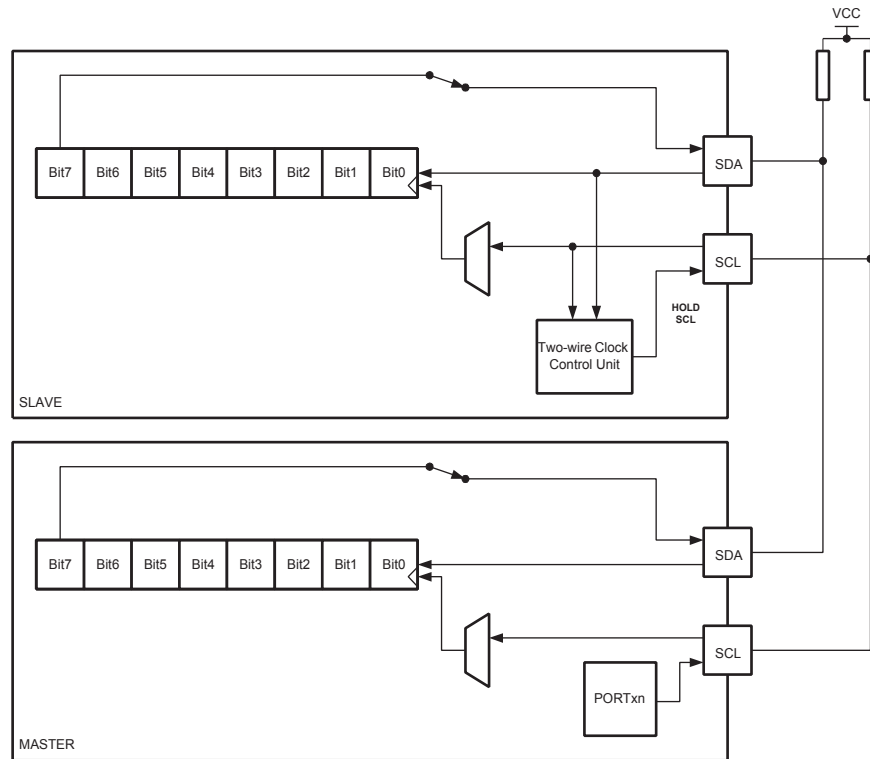 VCC
Bit7 Bit6 Bit5 Bit4 Bit3 Bit2 Bit1 Bit0
SDA
SCL
HOLD
SCL
Two-wire Clock
Control Unit
SLAVE
Bit7 Bit6 Bit5 Bit4 Bit3 Bit2 Bit1 Bit0
SDA
SCL
PORTxn
MASTER